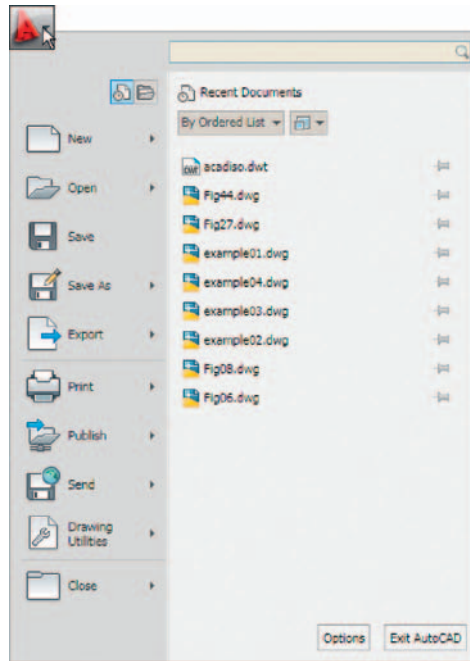 Recent Documents
By Ordered List
New
Open
Save
Save As
Export
Print
Publish
Send
Drawing
Utilities
Close
DWT acadiso.dwt
Fig44.dwg
Fig27.dwg
example01.dwg
example04.dwg
example03.dwg
example02.dwg
Fig08.dwg
Fig06.dwg
Options Exit AutoCAD